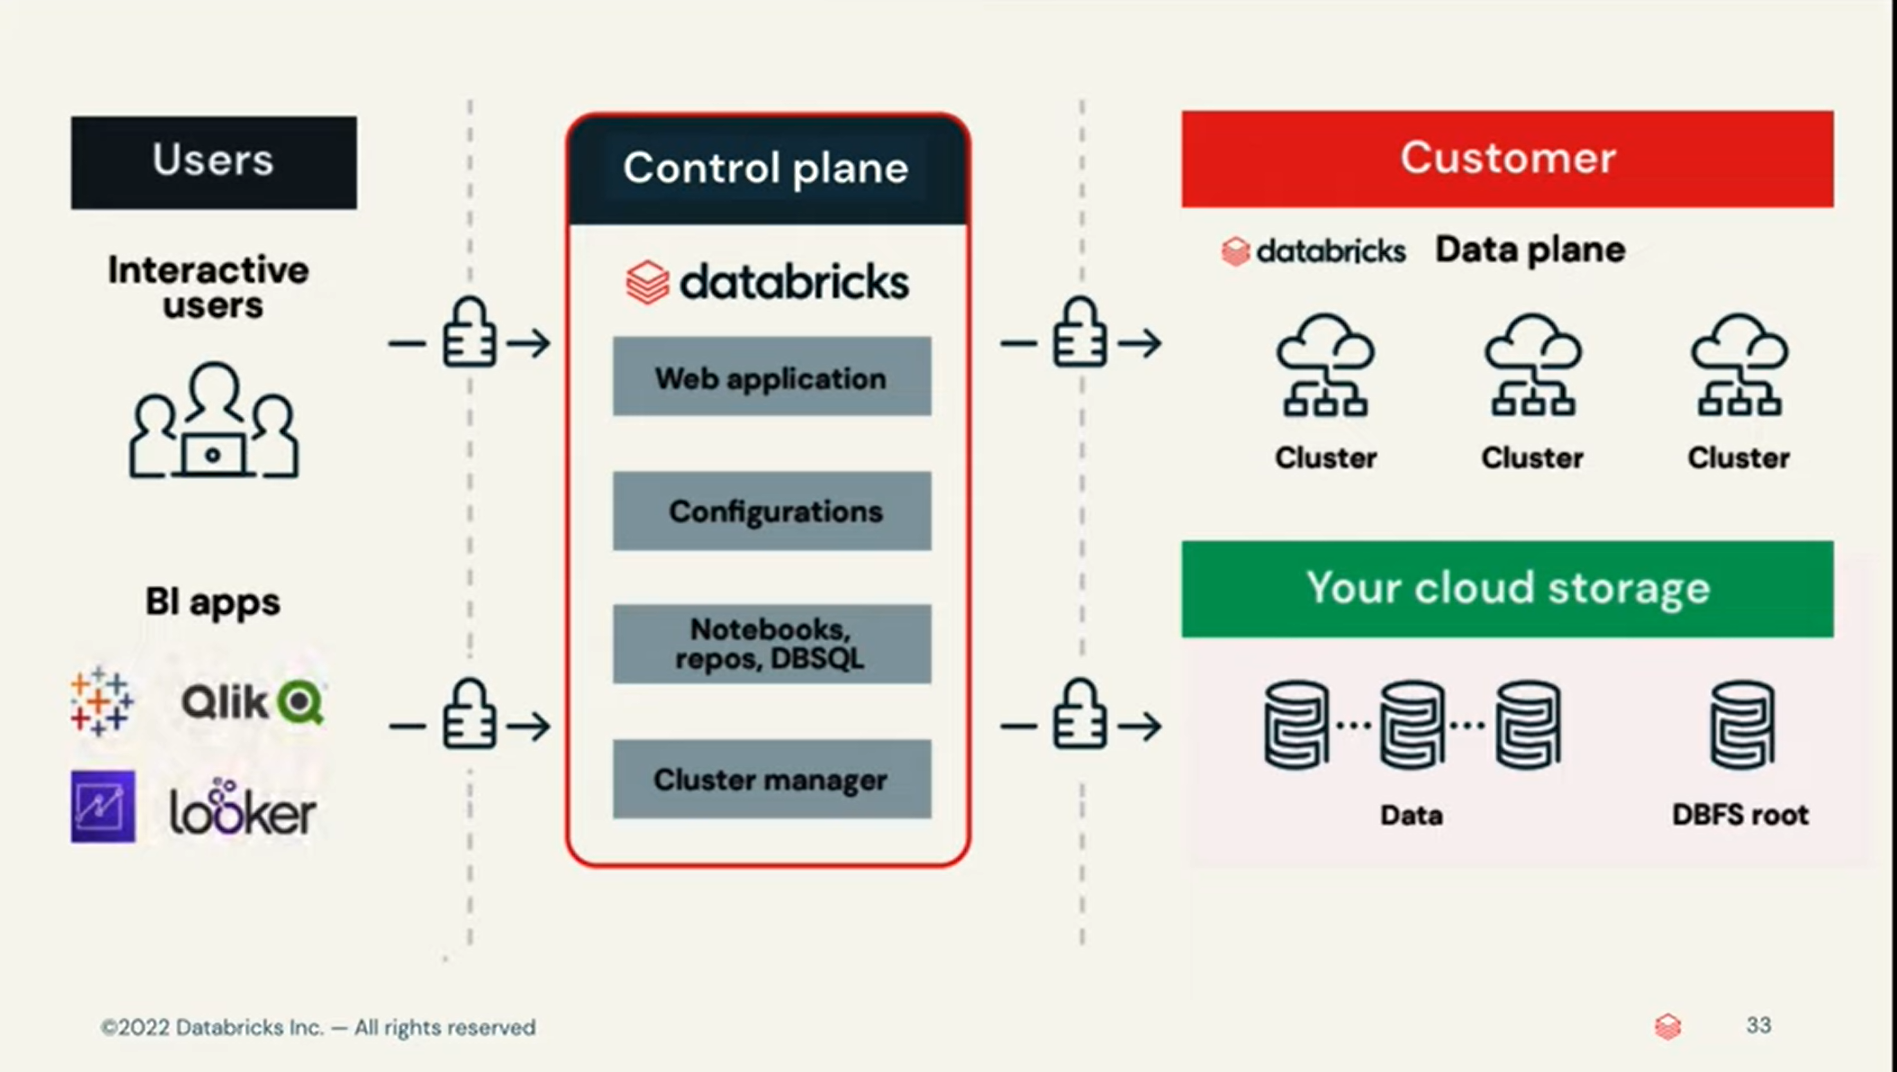 Users
Interactive
users
BI apps
Qlik
looker
Control plane
databricks
Web application
Configurations
Notebooks,
repos, DBSQL
Cluster manager
Customer
databricks Data plane
Cluster Cluster Cluster
Your cloud storage
Data DBFS root
©2022 Databricks Inc. — All rights reserved
33